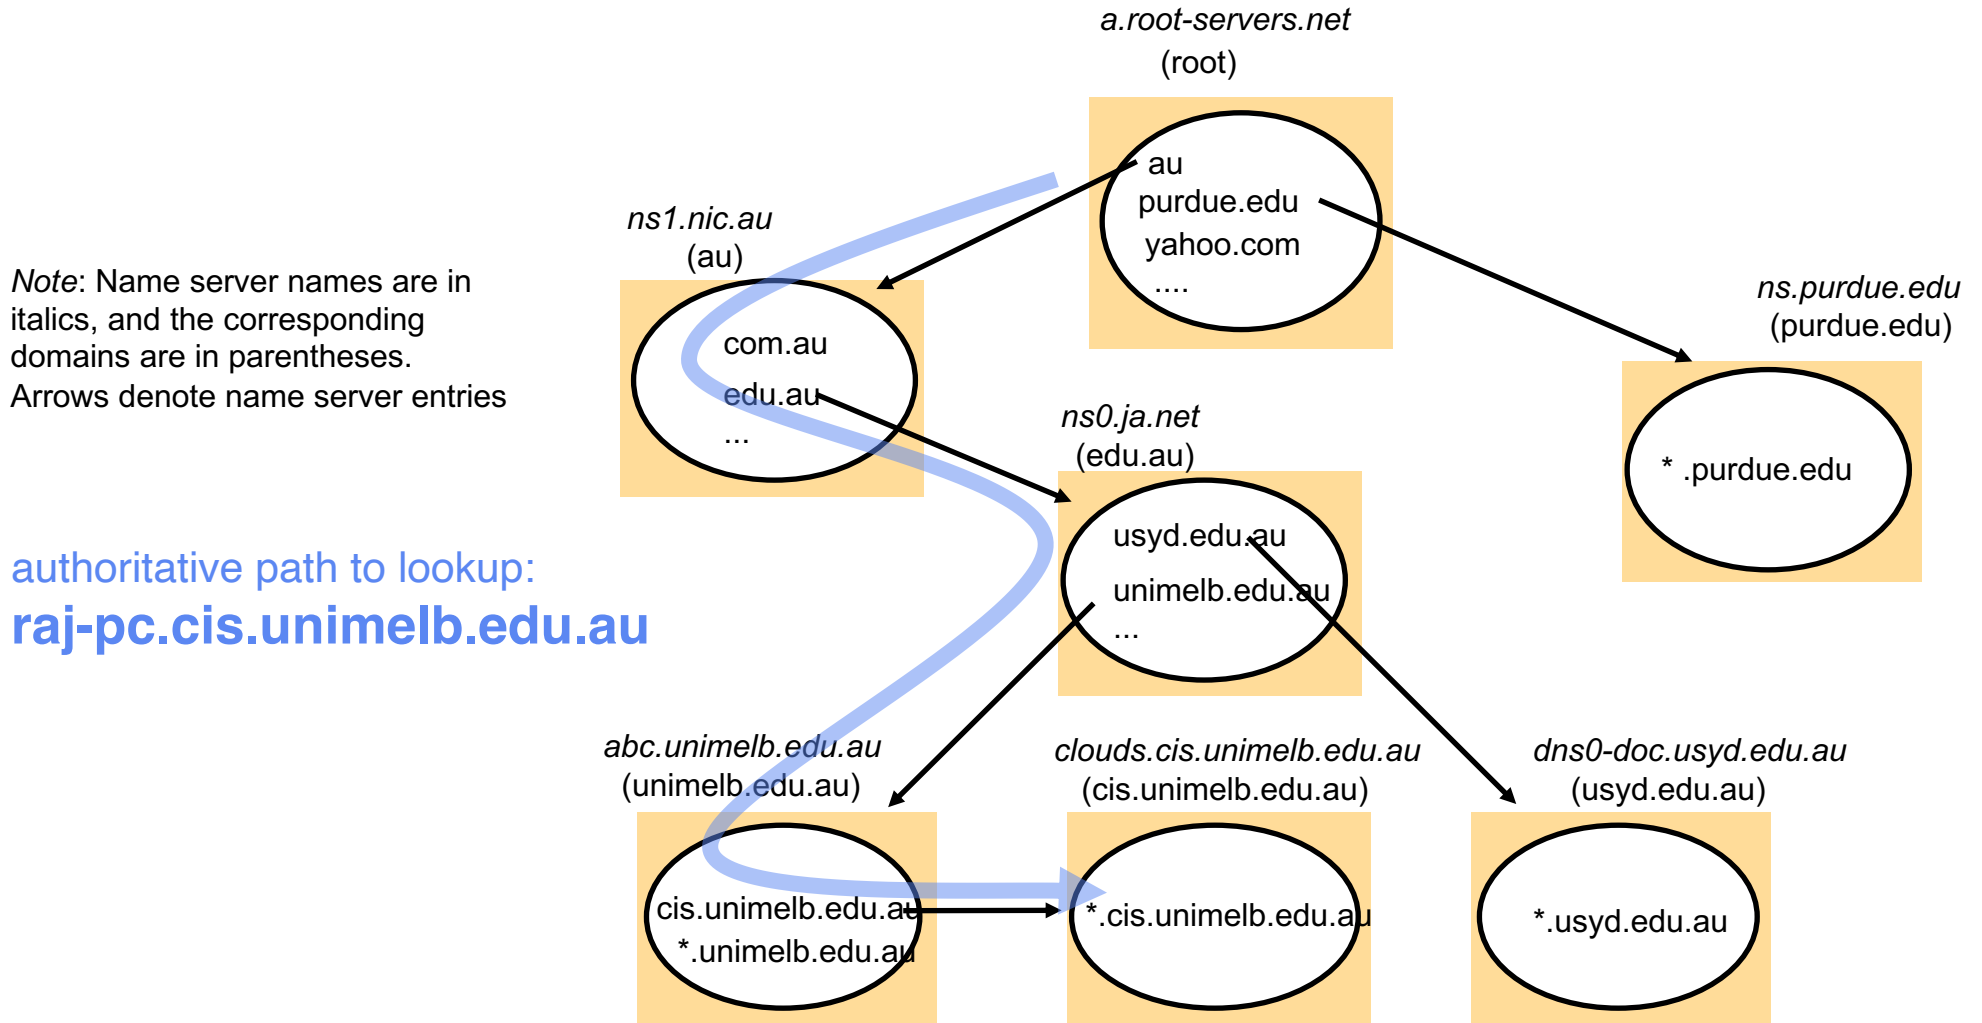 a.root-servers.net
(root)
au
purdue.edu
yahoo.com
....
ns1.nic.au
(au)
com.au
edu.au
...
Note: Name server names are in
italics, and the corresponding
domains are in parentheses.
Arrows denote name server entries
ns.purdue.edu
(purdue.edu)
* .purdue.edu
ns0.ja.net
(edu.au)
usyd.edu.au
unimelb.edu.au
...
authoritative path to lookup:
raj-pc.cis.unimelb.edu.au
abc.unimelb.edu.au
(unimelb.edu.au)
cis.unimelb.edu.au
*.unimelb.edu.au
clouds.cis.unimelb.edu.au
(cis.unimelb.edu.au)
*.cis.unimelb.edu.au
dns0-doc.usyd.edu.au
(usyd.edu.au)
*.usyd.edu.au